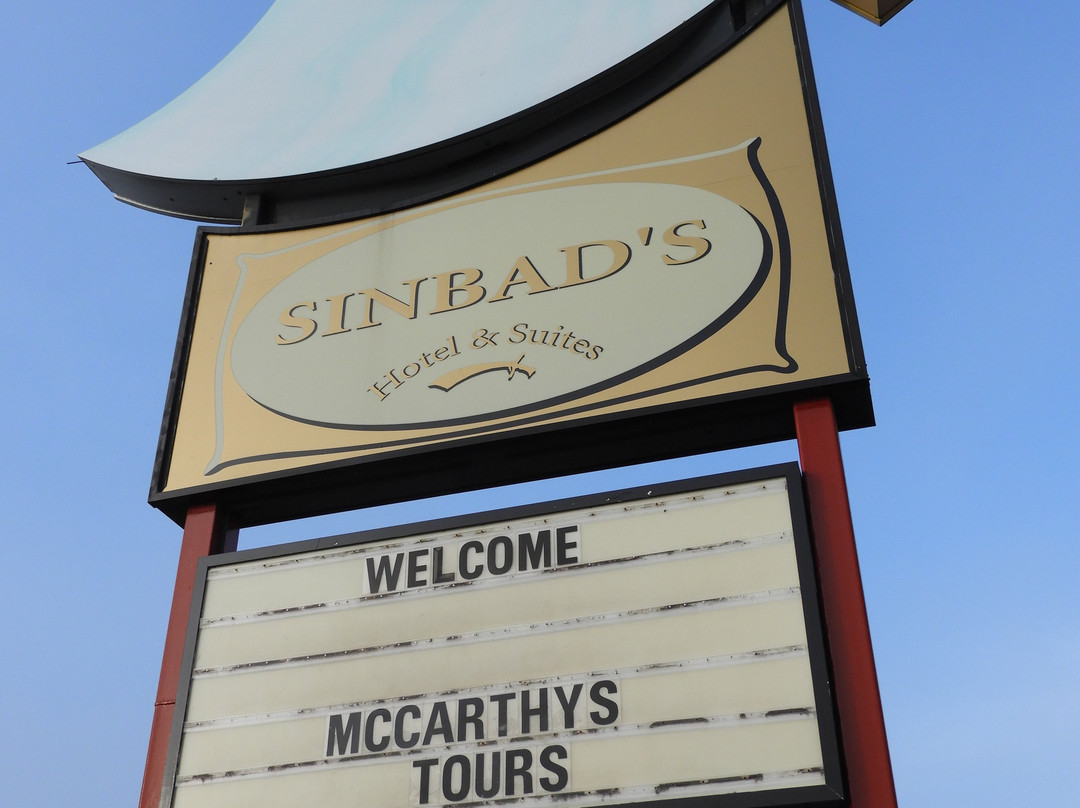 SINBAD'S
Hotel & Suites
WELCOME
MCCARTHYS
TOURS